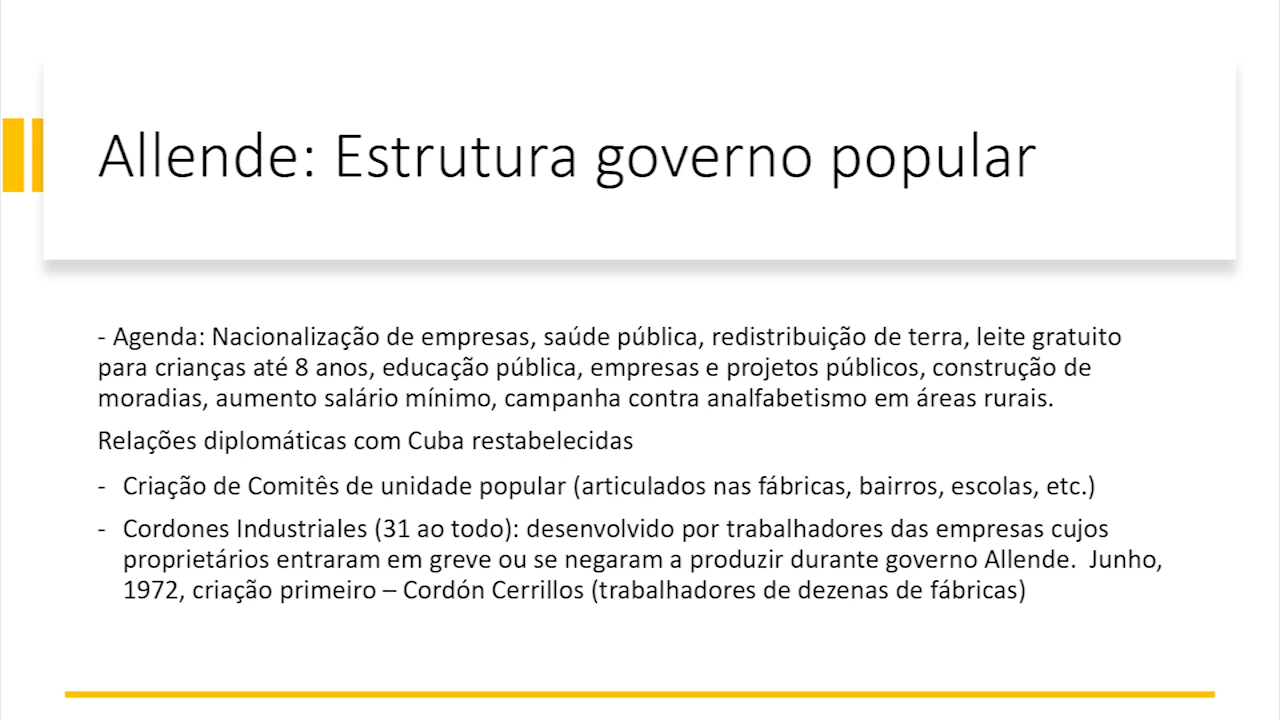 Allende: Estrutura governo popular
- Agenda: Nacionalização de empresas, saúde pública, redistribuição de terra, leite gratuito
para crianças até 8 anos, educação pública, empresas e projetos públicos, construção de
moradias, aumento salário mínimo, campanha contra analfabetismo em áreas rurais.
Relações diplomáticas com Cuba restabelecidas
- Criação de Comitês de unidade popular (articulados nas fábricas, bairros, escolas, etc.)
- Cordones Industriales (31 ao todo): desenvolvido por trabalhadores das empresas cujos
proprietários entraram em greve ou se negaram a produzir durante governo Allende. Junho,
1972, criação primeiro – Cordón Cerrillos (trabalhadores de dezenas de fábricas)